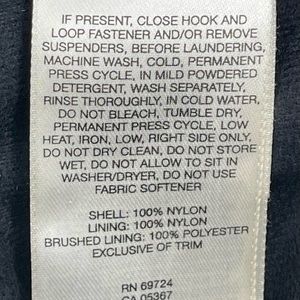 IF PRESENT, CLOSE HOOK AND
LOOP FASTENER AND/OR REMOVE
SUSPENDERS, BEFORE LAUNDERING,
MACHINE WASH, COLD, PERMANENT
PRESS CYCLE, IN MILD POWDERED
DETERGENT, WASH SEPARATELY,
RINSE THOROUGHLY, IN COLD WATER,
DO NOT BLEACH, TUMBLE DRY,
PERMANENT PRESS CYCLE, LOW
HEAT, IRON, LOW, RIGHT SIDE ONLY,
DO NOT DRY CLEAN, DO NOT STORE
WET, DO NOT ALLOW TO SIT IN
WASHER/DRYER, DO NOT USE
FABRIC SOFTENER
SHELL: 100% NYLON
LINING: 100% NYLON
BRUSHED LINING: 100% POLYESTER
EXCLUSIVE OF TRIM
RN 69724
CA 05367